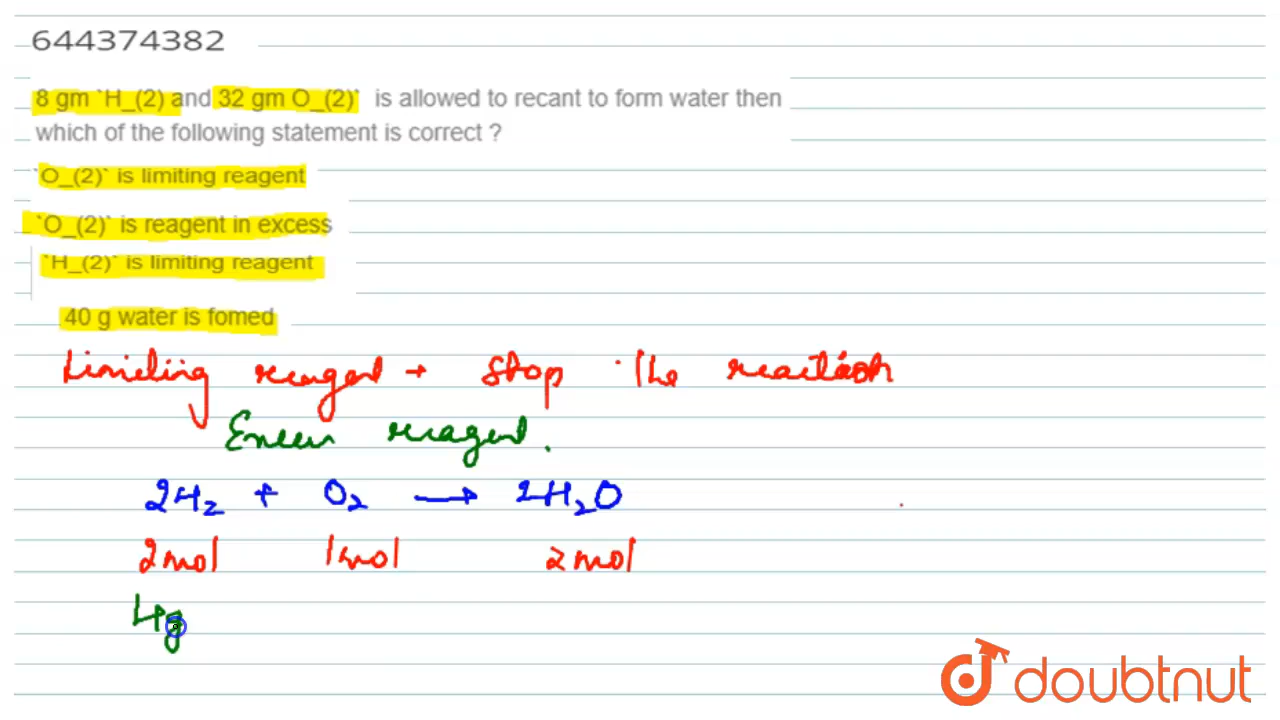 644374382
8 gm `H_(2) and 32 gm O_(2)` is allowed to recant to form water then
which of the following statement is correct ?
`O_(2)` is limiting reagent
`O_(2)` is reagent in excess
`H_(2)` is limiting reagent
40 g water is fomed
Limiting reagent → stop the reaction
Excess reagent.
2H₂ + O₂ → 2H₂O
2mol 1mol 2mol
4g
doubtnut